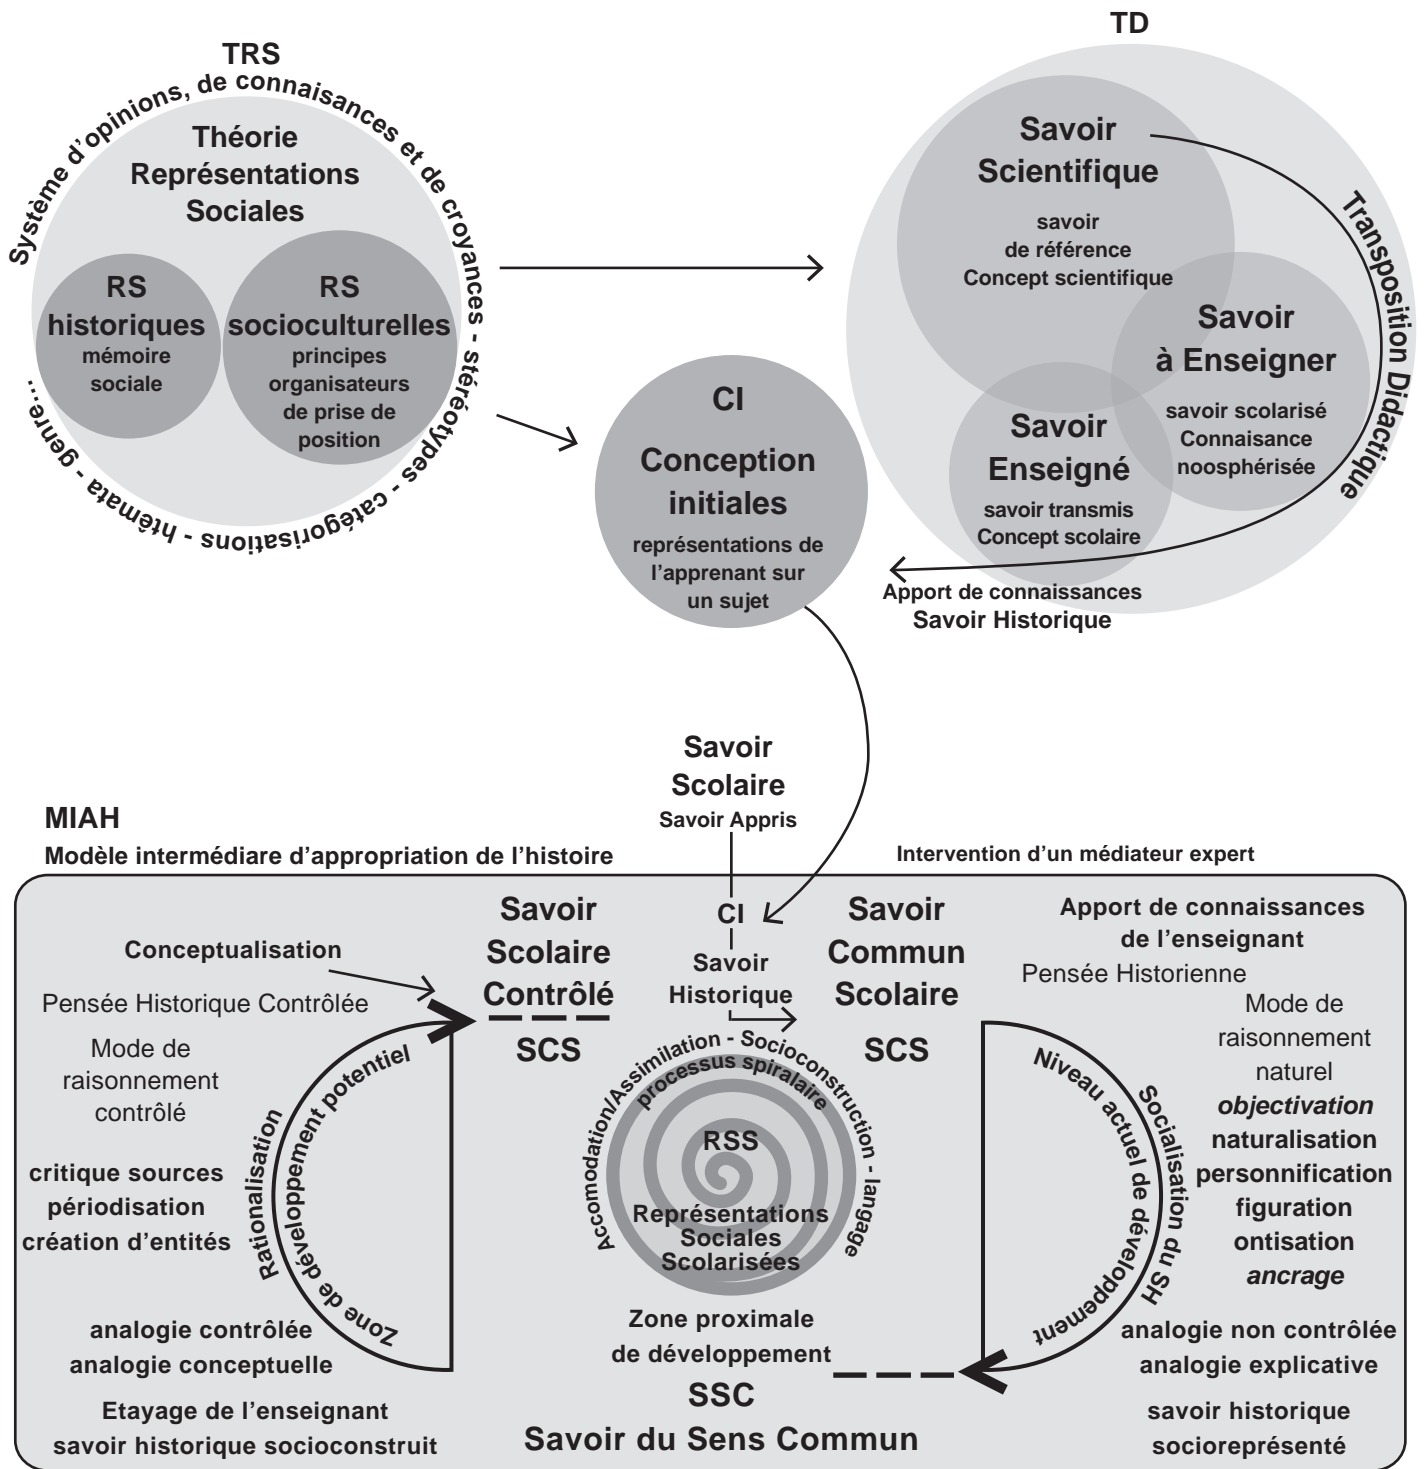 TRS
Système d'opinions, de connaisances et de croyances - stéréotypes - catégorisations - htêmata - genre...
Théorie
Représentations
Sociales
RS
historiques
mémoire
sociale
RS
socioculturelles
principes
organisateurs
de prise de
position
TD
Savoir
Scientifique
savoir
de référence
Concept scientifique
Savoir
à Enseigner
savoir scolarisé
Connaisance
noosphérisée
Savoir
Enseigné
savoir transmis
Concept scolaire
Transposition Didactique
Apport de connaissances
Savoir Historique
CI
Conception
initiales
représentations de
l'apprenant sur
un sujet
Savoir
Scolaire
Savoir Appris
MIAH
Modèle intermédiare d'appropriation de l'histoire
Intervention d'un médiateur expert
Conceptualisation
Pensée Historique Contrôlée
Mode de
raisonnement
contrôlé
critique sources
périodisation
création d'entités
analogie contrôlée
analogie conceptuelle
Etayage de l'enseignant
savoir historique socioconstruit
Rationalisation
Zone de développement potentiel
Savoir
Scolaire
Contrôlé
SCS
CI
Savoir
Historique
Savoir
Commun
Scolaire
SCS
Accomodation/Assimilation - Socioconstruction - langage
processus spiralaire
RSS
Représentations
Sociales
Scolarisées
Zone proximale
de développement
SSC
Savoir du Sens Commun
Niveau actuel de développement
Socialisation du SH
Apport de connaissances
de l'enseignant
Pensée Historienne
Mode de
raisonnement
naturel
objectivation
naturalisation
personnification
figuration
ontisation
ancrage
analogie non contrôlée
analogie explicative
savoir historique
sociorepésenté